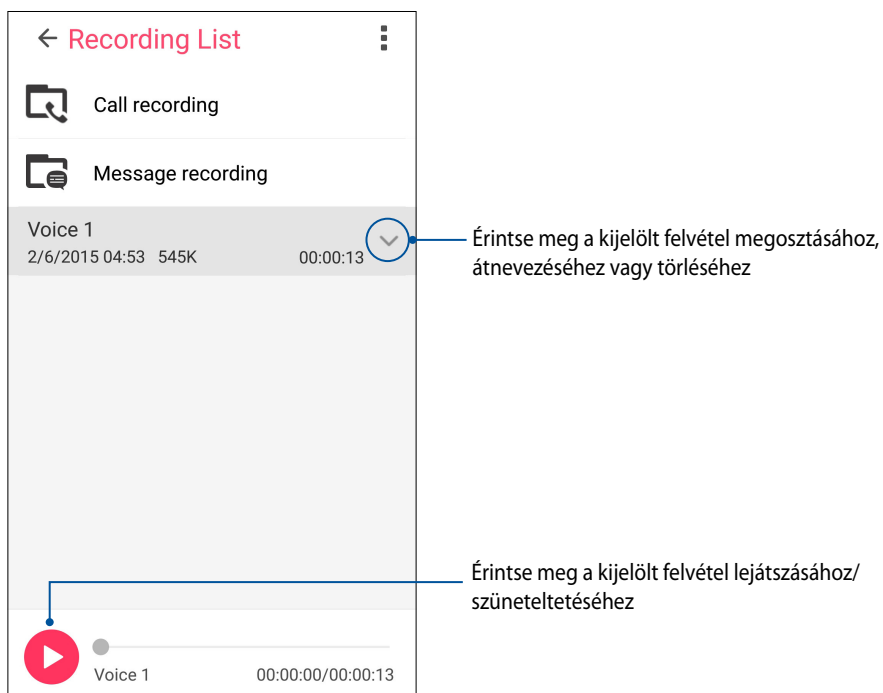 Recording List
Call recording
Message recording
Voice 1
2/6/2015 04:53 545K 00:00:13
Érintse meg a kijelölt felvétel megosztásához,
átnevezéséhez vagy törléséhez
Érintse meg a kijelölt felvétel lejátszásához/
szüneteltetéséhez
Voice 1 00:00:00/00:00:13